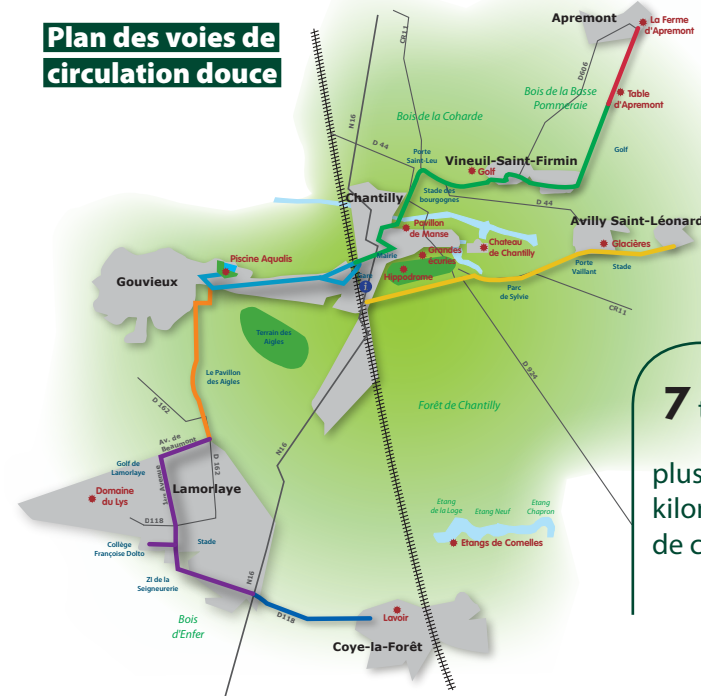 Plan des voies de
circulation douce
Apremont
La Ferme
d'Apremont
CR11
D606
N16
Bois de la Basse
Pommeraie
Table
d'Apremont
Bois de la Coharde
D 44
Porte
Saint-Leu
Vineuil-Saint-Firmin
Golf
Golf
Stade des
bourgognes
Chantilly
D 44
Avilly Saint-Léonard
Pavillon
de Manse
Chateau
de Chantilly
Glacières
Mairie
Grandes
écuries
Piscine Aqualis
Gouvieux
Gare
i
Hippodrome
Porte
Vaillant
Stade
Parc
de Sylvie
CR11
Terrain des
Aigles
Le Pavillon
des Aigles
D 924
D 162
Forêt de Chantilly
7
Av. de
Beaumont
N16
D 162
Golf de
Lamorlaye
1ère Avenue
Lamorlaye
plus
kilom
de c
Domaine
du Lys
Etang
de la Loge
Etang Neuf
Etang
Chapron
D118
Collège
Françoise Dolto
Stade
Etangs de Comelles
ZI de la
Seigneurerie
N16
Bois
d'Enfer
D118
Lavoir
Coye-la-Forêt